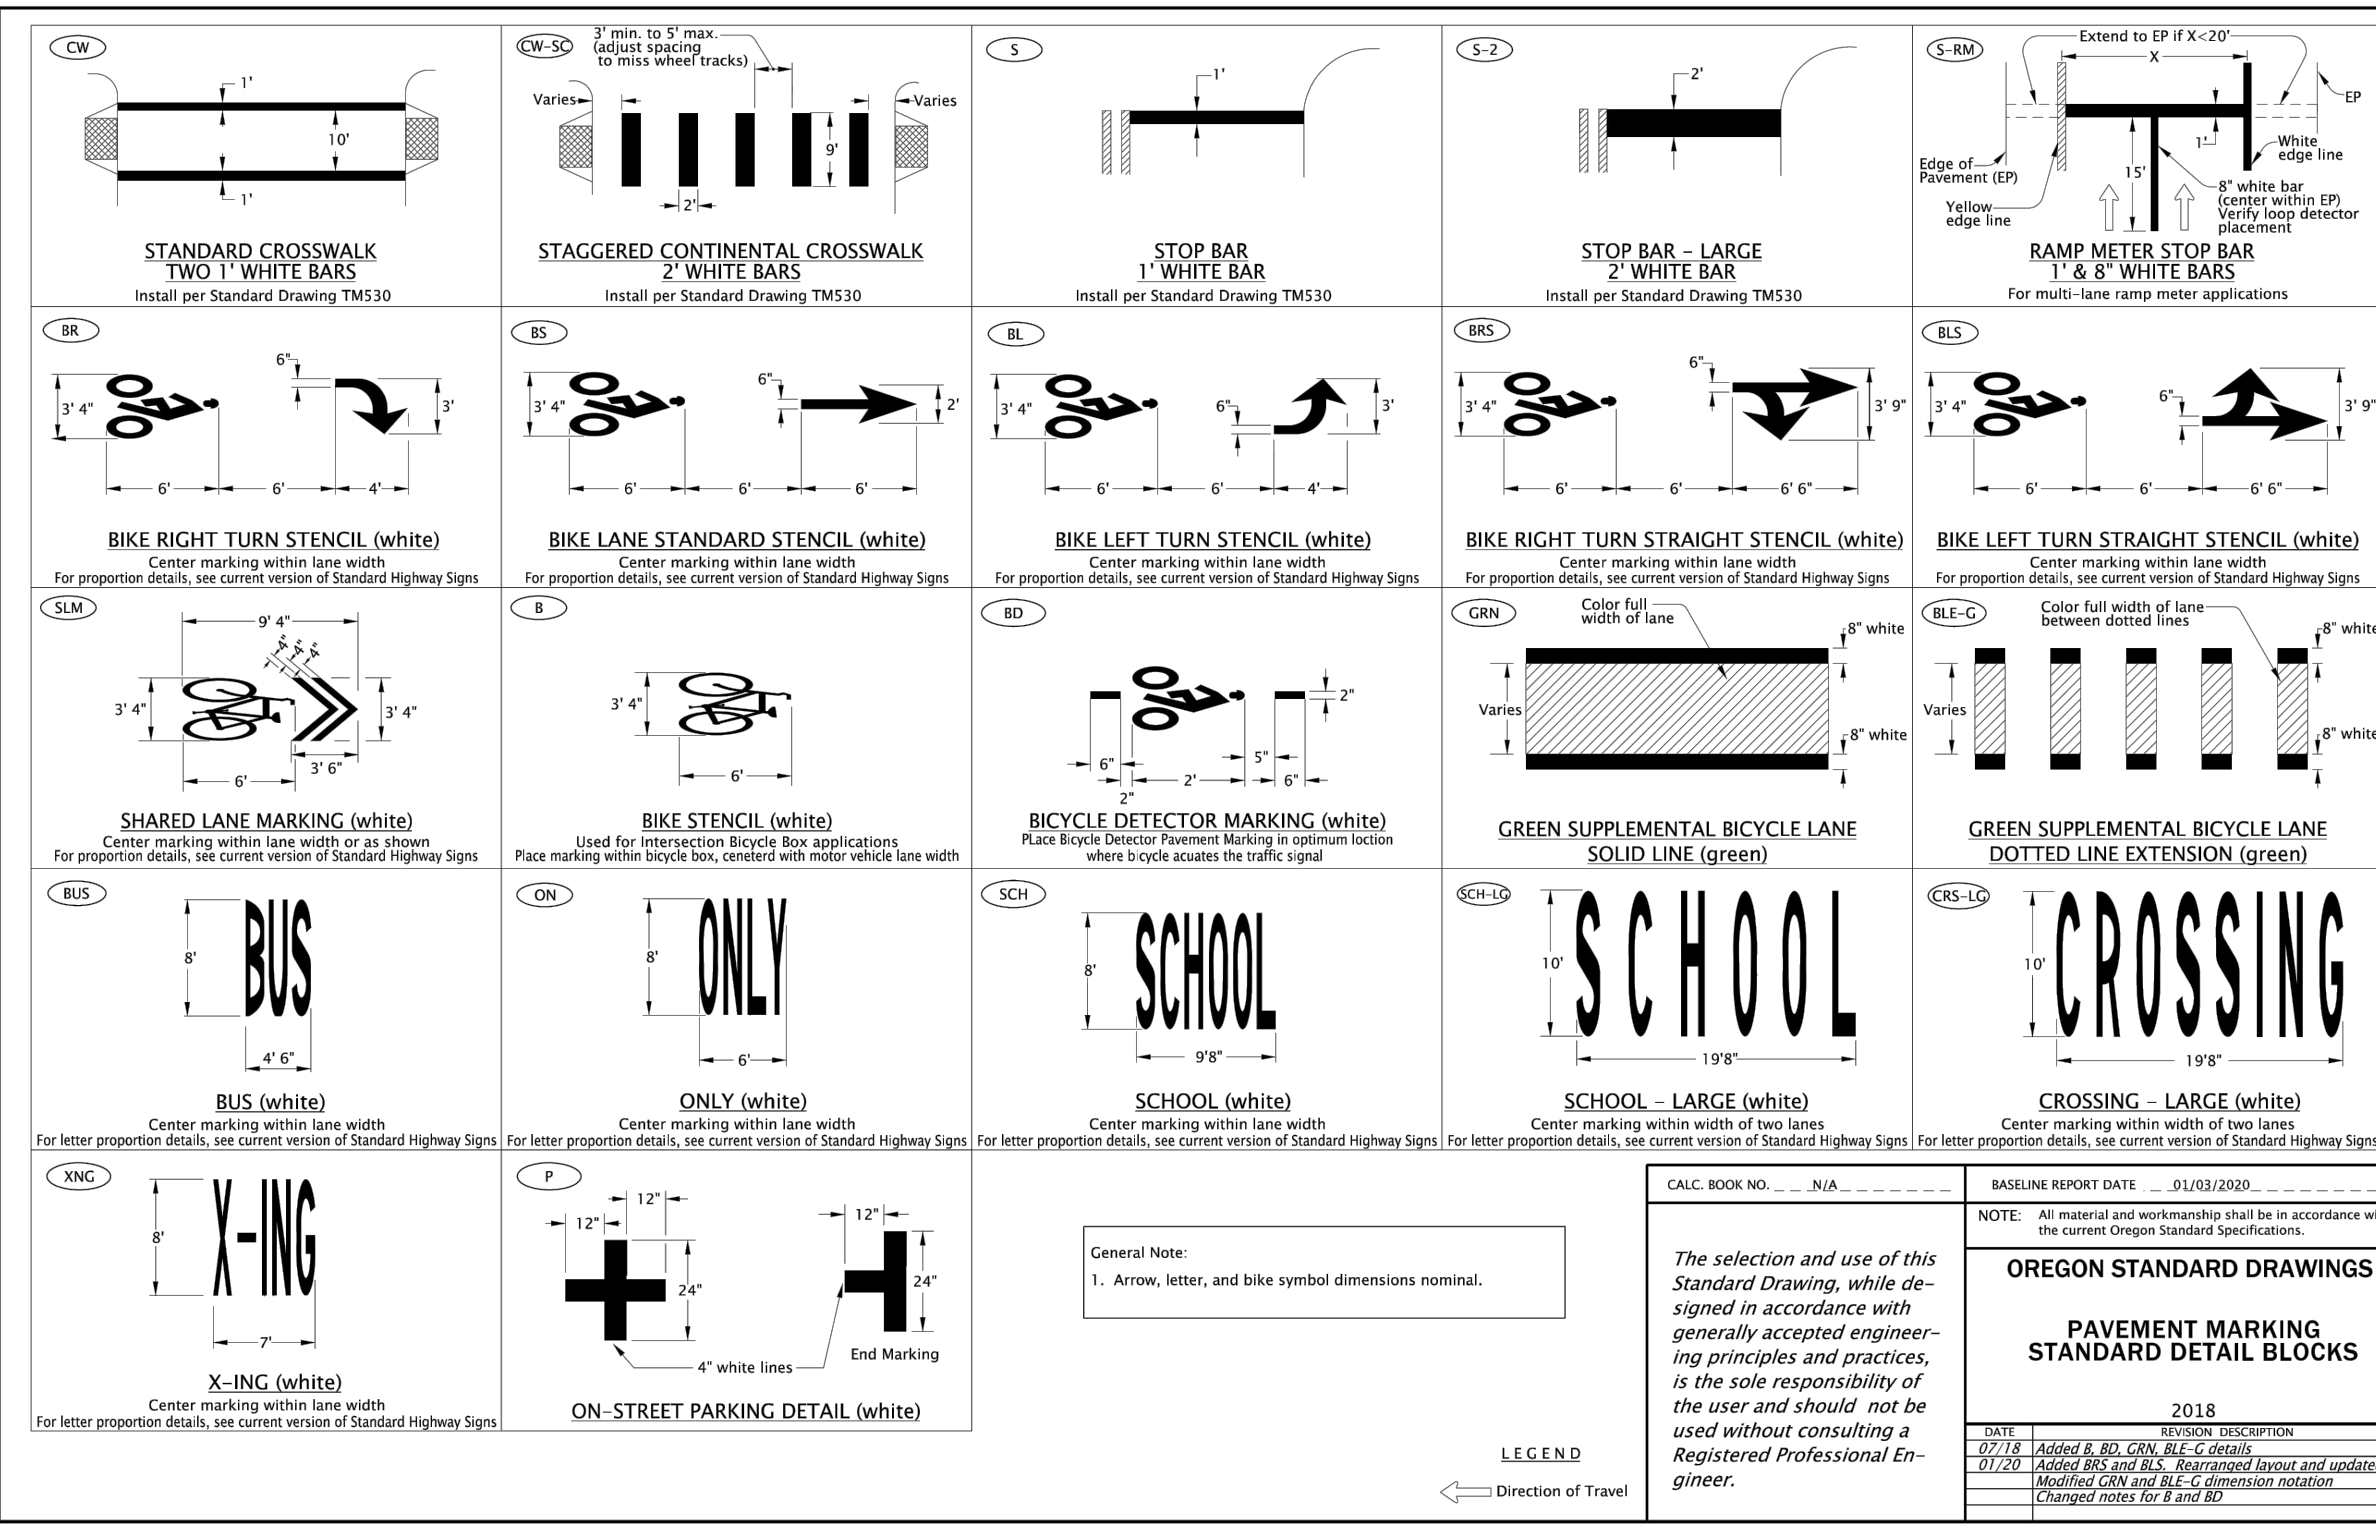 CW
1'
10'
1'
STANDARD CROSSWALK
TWO 1' WHITE BARS
Install per Standard Drawing TM530
CW-SC
3' min. to 5' max.
(adjust spacing
to miss wheel tracks)
Varies
Varies
9'
2'
STAGGERED CONTINENTAL CROSSWALK
2' WHITE BARS
Install per Standard Drawing TM530
S
1'
STOP BAR
1' WHITE BAR
Install per Standard Drawing TM530
S-2
2'
STOP BAR - LARGE
2' WHITE BAR
Install per Standard Drawing TM530
S-RM
Extend to EP if X<20'
X
EP
1'
White
edge line
Edge of
Pavement (EP)
15'
8" white bar
(center within EP)
Verify loop detector
placement
Yellow
edge line
RAMP METER STOP BAR
1' & 8" WHITE BARS
For multi-lane ramp meter applications
BR
6"
3' 4"
3'
6'
6'
4'
BIKE RIGHT TURN STENCIL (white)
Center marking within lane width
For proportion details, see current version of Standard Highway Signs
BS
6"
3' 4"
2'
6'
6'
6'
BIKE LANE STANDARD STENCIL (white)
Center marking within lane width
For proportion details, see current version of Standard Highway Signs
BL
3' 4"
6"
3'
6'
6'
4'
BIKE LEFT TURN STENCIL (white)
Center marking within lane width
For proportion details, see current version of Standard Highway Signs
BRS
6"
3' 4"
3' 9"
6'
6'
6' 6"
BIKE RIGHT TURN STRAIGHT STENCIL (white)
Center marking within lane width
For proportion details, see current version of Standard Highway Signs
BLS
3' 4"
6"
3' 9"
6'
6'
6' 6"
BIKE LEFT TURN STRAIGHT STENCIL (white)
Center marking within lane width
For proportion details, see current version of Standard Highway Signs
SLM
9' 4"
4"
4"
4"
3' 4"
3' 4"
3' 6"
6'
SHARED LANE MARKING (white)
Center marking within lane width or as shown
For proportion details, see current version of Standard Highway Signs
B
3' 4"
6'
BIKE STENCIL (white)
Used for Intersection Bicycle Box applications
Place marking within bicycle box, ceneterd with motor vehicle lane width
BD
2"
6"
5"
2'
6"
2"
BICYCLE DETECTOR MARKING (white)
PLace Bicycle Detector Pavement Marking in optimum loction
where bicycle acuates the traffic signal
GRN
Color full
width of lane
8" white
Varies
8" white
GREEN SUPPLEMENTAL BICYCLE LANE
SOLID LINE (green)
BLE-G
Color full width of lane
between dotted lines
8" white
Varies
8" white
GREEN SUPPLEMENTAL BICYCLE LANE
DOTTED LINE EXTENSION (green)
BUS
BUS
8'
4' 6"
BUS (white)
Center marking within lane width
For letter proportion details, see current version of Standard Highway Signs
ON
ONLY
8'
6'
ONLY (white)
Center marking within lane width
For letter proportion details, see current version of Standard Highway Signs
SCH
SCHOOL
8'
9'8"
SCHOOL (white)
Center marking within lane width
For letter proportion details, see current version of Standard Highway Signs
SCH-LG
SCHOOL
10'
19'8"
SCHOOL - LARGE (white)
Center marking within width of two lanes
For letter proportion details, see current version of Standard Highway Signs
CRS-LG
CROSSING
10'
19'8"
CROSSING - LARGE (white)
Center marking within width of two lanes
For letter proportion details, see current version of Standard Highway Signs
XNG
X-ING
8'
7'
X-ING (white)
Center marking within lane width
For letter proportion details, see current version of Standard Highway Signs
P
12"
12"
24"
12"
24"
End Marking
4" white lines
ON-STREET PARKING DETAIL (white)
General Note:
1. Arrow, letter, and bike symbol dimensions nominal.
LEGEND
Direction of Travel
CALC. BOOK NO. N/A
BASELINE REPORT DATE 01/03/2020
The selection and use of this
Standard Drawing, while de-
signed in accordance with
generally accepted engineer-
ing principles and practices,
is the sole responsibility of
the user and should not be
used without consulting a
Registered Professional En-
gineer.
NOTE: All material and workmanship shall be in accordance wi
the current Oregon Standard Specifications.
OREGON STANDARD DRAWINGS
PAVEMENT MARKING
STANDARD DETAIL BLOCKS
2018
DATE REVISION DESCRIPTION
07/18 Added B, BD, GRN, BLE-G details
01/20 Added BRS and BLS. Rearranged layout and update
Modified GRN and BLE-G dimension notation
Changed notes for B and BD